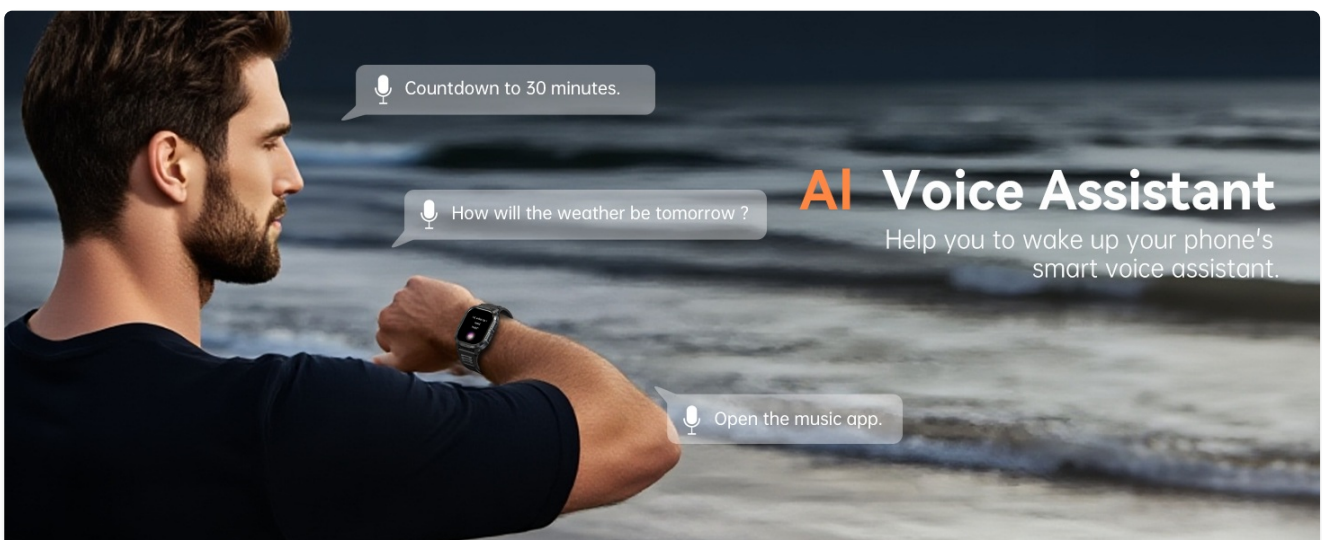 Countdown to 30 minutes.
How will the weather be tomorrow ?
AI Voice Assistant
Help you to wake up your phone's
smart voice assistant.
Open the music app.